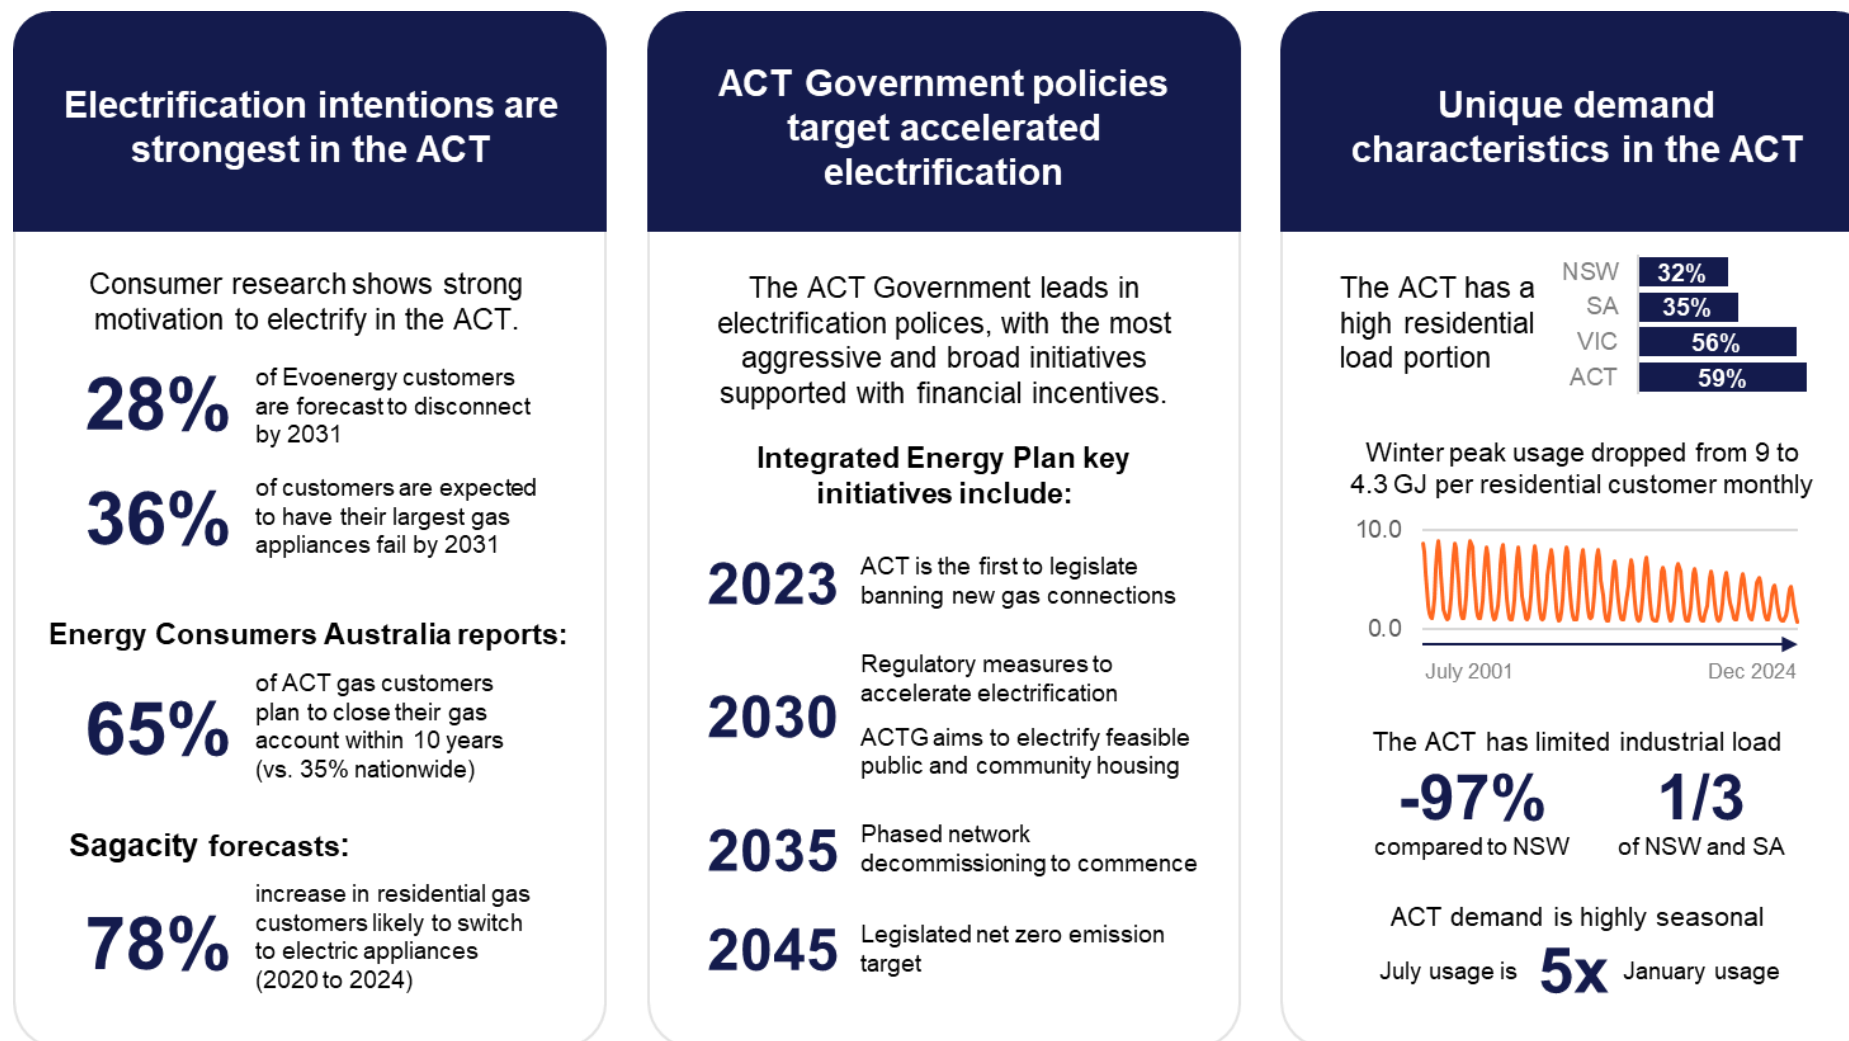 Electrification intentions are
strongest in the ACT
Consumer research shows strong
motivation to electrify in the ACT.
28%
of Evoenergy customers
are forecast to disconnect
by 2031
36%
of customers are expected
to have their largest gas
appliances fail by 2031
Energy Consumers Australia reports:
65%
of ACT gas customers
plan to close their gas
account within 10 years
(vs. 35% nationwide)
Sagacity forecasts:
78%
increase in residential gas
customers likely to switch
to electric appliances
(2020 to 2024)
ACT Government policies
target accelerated
electrification
The ACT Government leads in
electrification polices, with the most
aggressive and broad initiatives
supported with financial incentives.
Integrated Energy Plan key
initiatives include:
2023
ACT is the first to legislate
banning new gas connections
2030
Regulatory measures to
accelerate electrification
ACTG aims to electrify feasible
public and community housing
2035
Phased network
decommissioning to commence
2045
Legislated net zero emission
target
Unique demand
characteristics in the ACT
The ACT has a
high residential
load portion
NSW 32%
SA 35%
VIC 56%
ACT 59%
Winter peak usage dropped from 9 to
4.3 GJ per residential customer monthly
10.0
0.0
July 2001 Dec 2024
The ACT has limited industrial load
-97% 1/3
compared to NSW of NSW and SA
ACT demand is highly seasonal
July usage is 5x January usage